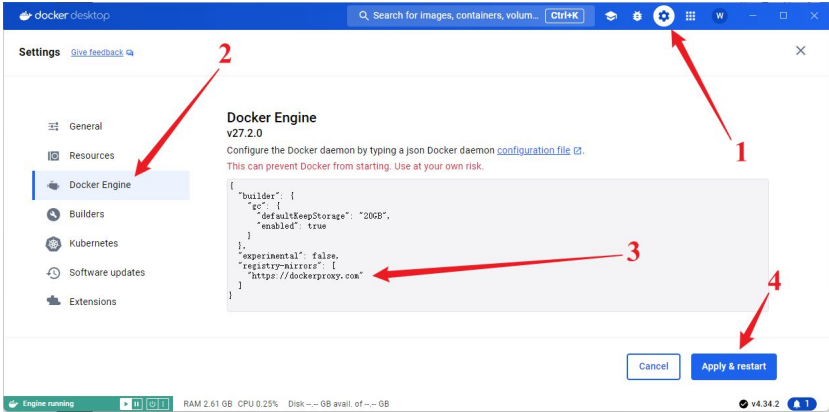 docker desktop
Search for images, containers, volum... Ctrl+K
W
Settings Give feedback
2
1
General
Resources
Docker Engine
Builders
Kubernetes
Software updates
Extensions
Docker Engine
v27.2.0
Configure the Docker daemon by typing a json Docker daemon configuration file.
This can prevent Docker from starting. Use at your own risk.
{
"builder": {
"gc": {
"defaultKeepStorage": "20GB",
"enabled": true
}
},
"experimental": false,
"registry-mirrors": [
"https://dockerproxy.com"
]
}
3
4
Cancel Apply & restart
Engine running RAM 2.61 GB CPU 0.25% Disk --.-- GB avail. of --.-- GB v4.34.2 1